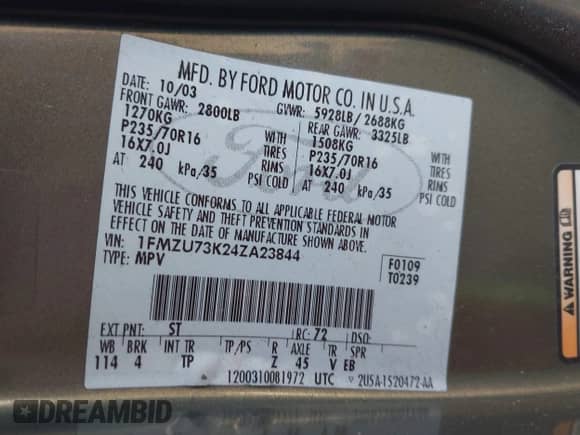 MFD. BY FORD MOTOR CO. IN U.S.A.
DATE: 10/03 GVWR: 5928LB/ 2688KG
FRONT GAWR: 2800LB REAR GAWR: 3325LB
1270KG WITH 1508KG WITH
P235/70R16 TIRES P235/70R16 TIRES
16X7.0J RIMS 16X7.0J RIMS
AT 240 kPa/35 PSI COLD AT 240 kPa/35 PSI COLD
THIS VEHICLE CONFORMS TO ALL APPLICABLE FEDERAL MOTOR
VEHICLE SAFETY AND THEFT PREVENTION STANDARDS IN
EFFECT ON THE DATE OF MANUFACTURE SHOWN ABOVE.
VIN: 1FMZU73K24ZA23844
TYPE: MPV
F0109
T0239
EXT PNT: ST RC: 72 DSO:
WB BRK INT TR TP/PS R AXLE TR SPR
114 4 TP Z 45 V EB
1200310081972 UTC 2U5A-1520472-AA
Ford
WARNING
DREAMBID